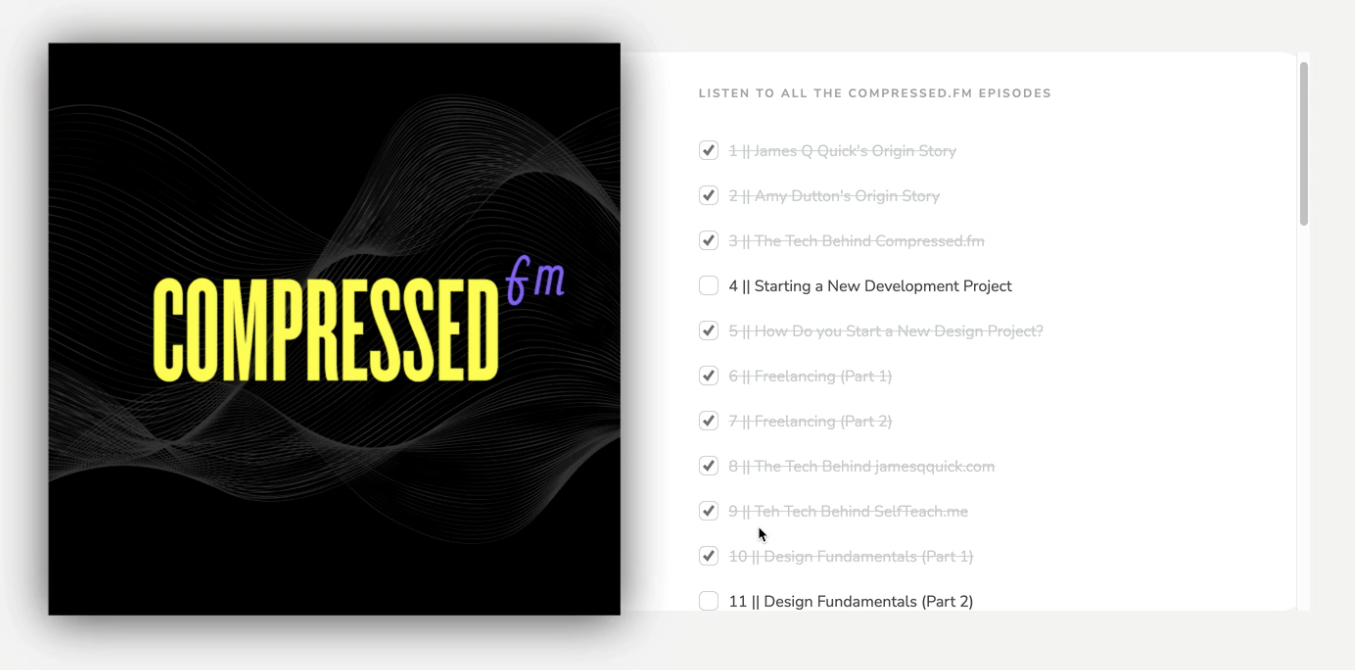 COMPRESSED fm
LISTEN TO ALL THE COMPRESSED.FM EPISODES
1 || James Q Quick's Origin Story
2 || Amy Dutton's Origin Story
3 || The Tech Behind Compressed.fm
4 || Starting a New Development Project
5 || How Do you Start a New Design Project?
6 || Freelancing (Part 1)
7 || Freelancing (Part 2)
8 || The Tech Behind jamesqquick.com
9 || Teh Tech Behind SelfTeach.me
10 || Design Fundamentals (Part 1)
11 || Design Fundamentals (Part 2)